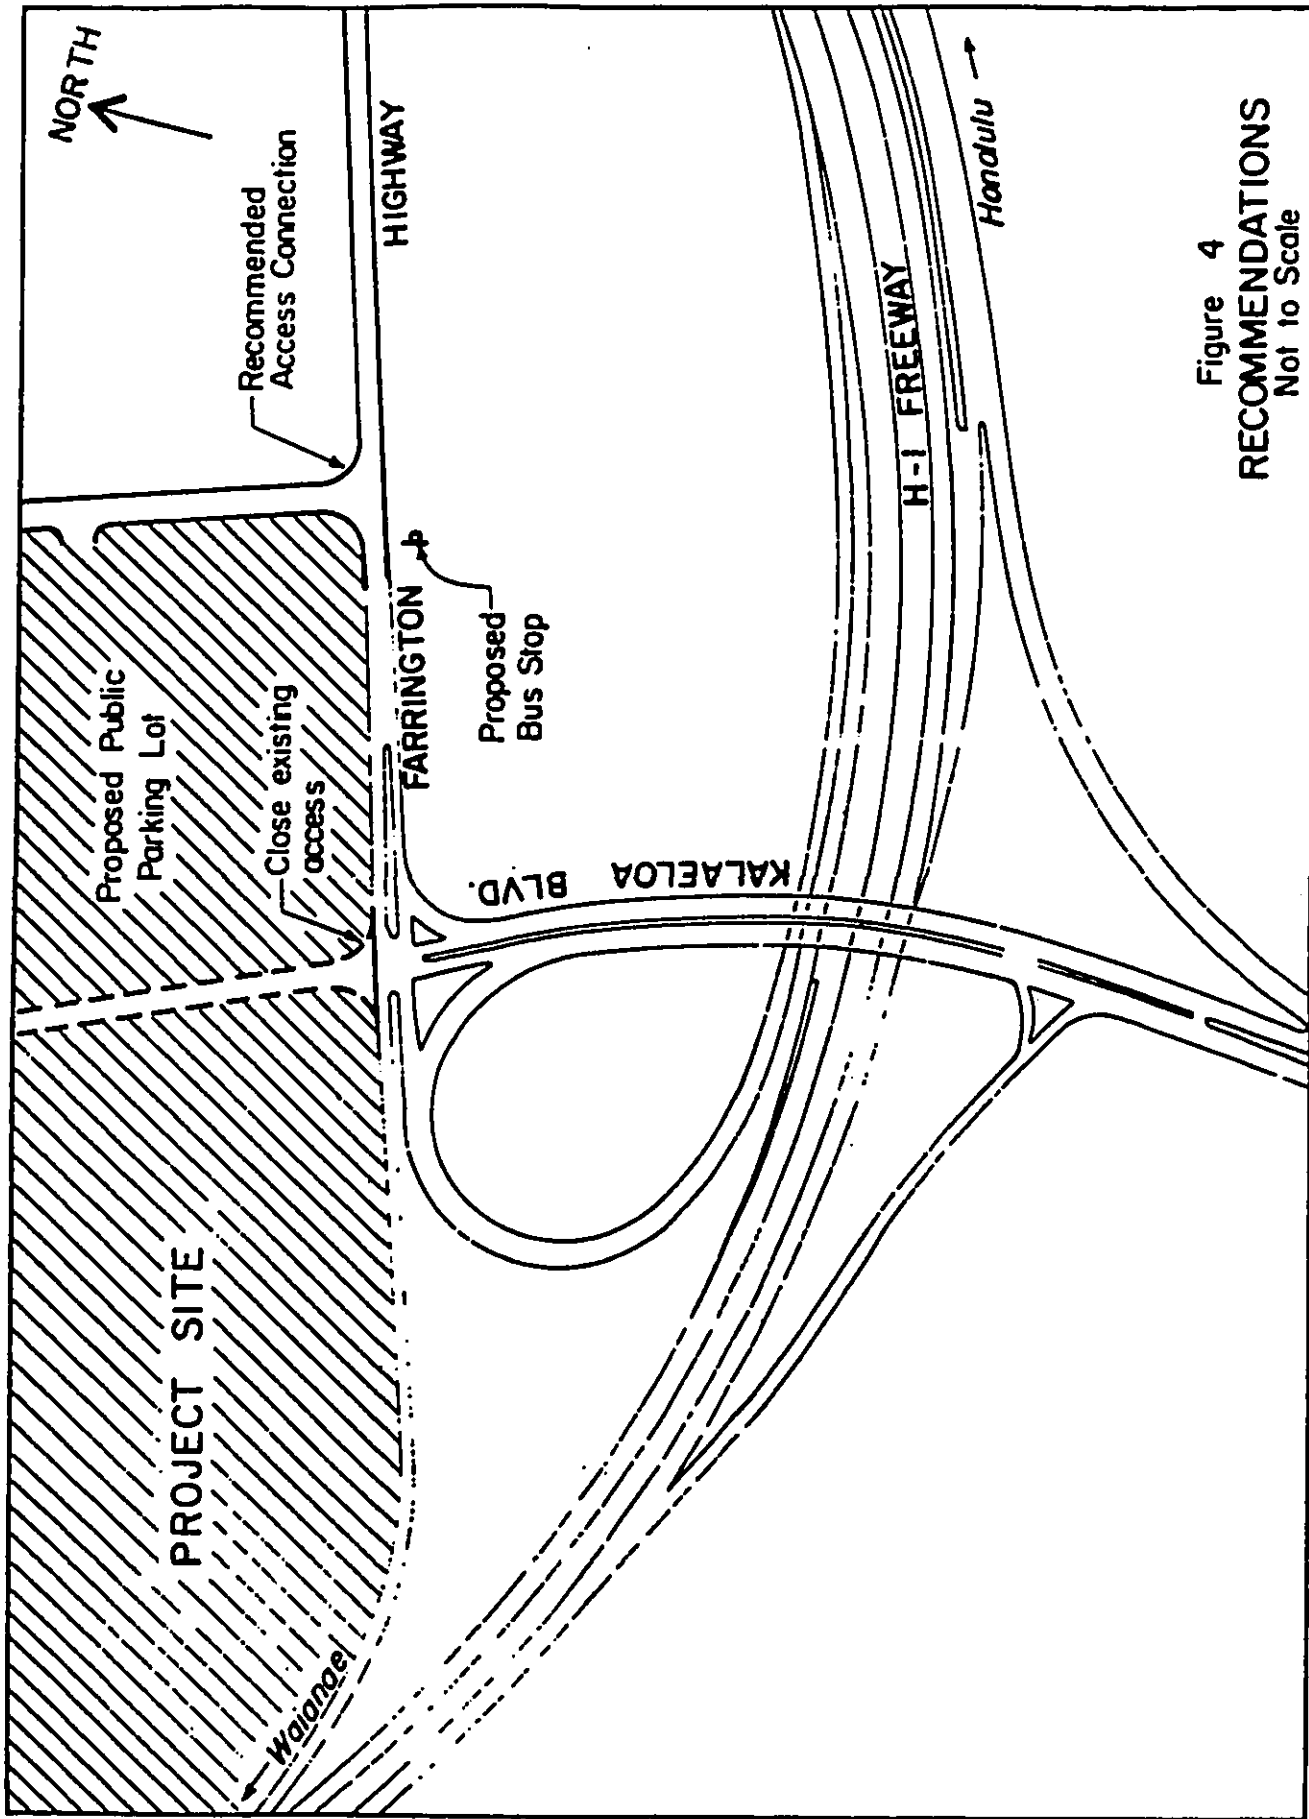 NORTH
Recommended
Access Connection
HIGHWAY
Proposed Public
Parking Lot
Close existing
access
FARRINGTON
Proposed
Bus Stop
PROJECT SITE
Waianae
KALAELOA
BLVD.
H-1 FREEWAY
Honolulu
Figure 4
RECOMMENDATIONS
Not to Scale